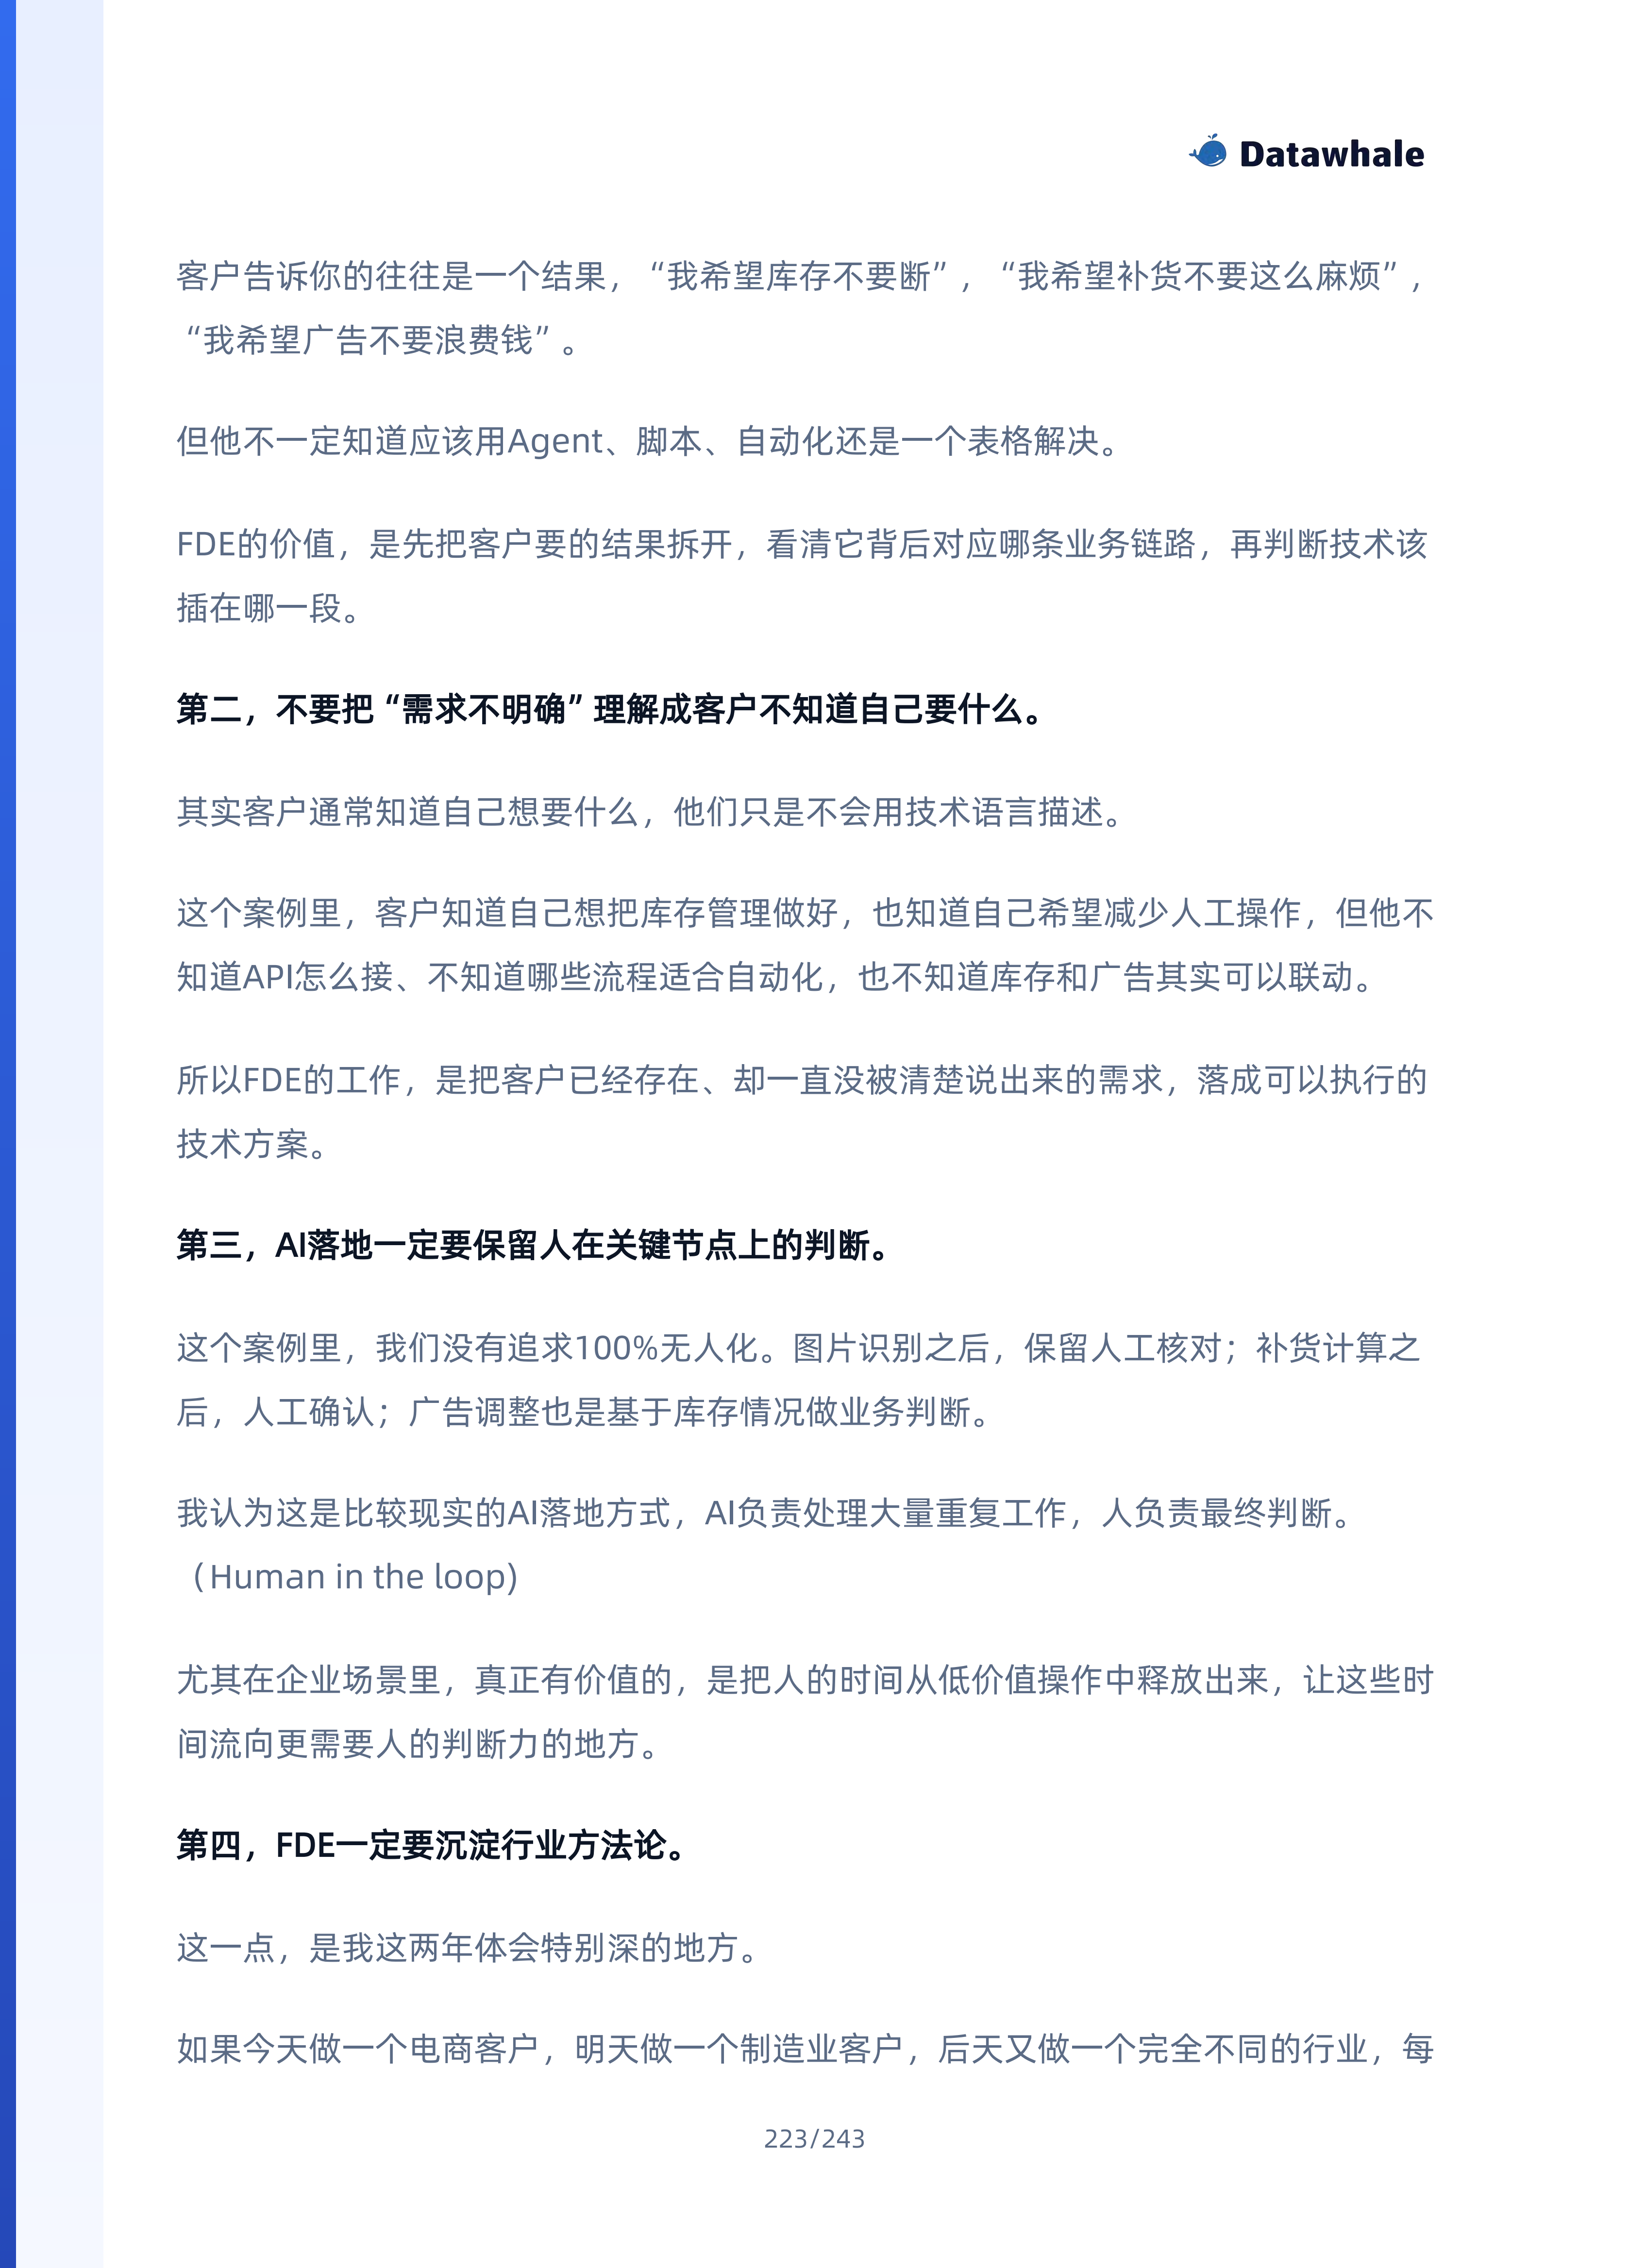 Datawhale
客户告诉你的往往是一个结果，“我希望库存不要断”，“我希望补货不要这么麻烦”，
“我希望广告不要浪费钱”。
但他不一定知道应该用Agent、脚本、自动化还是一个表格解决。
FDE的价值，是先把客户要的结果拆开，看清它背后对应哪条业务链路，再判断技术该
插在哪一段。
第二，不要把“需求不明确”理解成客户不知道自己要什么。
其实客户通常知道自己想要什么，他们只是不会用技术语言描述。
这个案例里，客户知道自己想把库存管理做好，也知道自己希望减少人工操作，但他不
知道API怎么接、不知道哪些流程适合自动化，也不知道库存和广告其实可以联动。
所以FDE的工作，是把客户已经存在、却一直没被清楚说出来的需求，落成可以执行的
技术方案。
第三，AI落地一定要保留人在关键节点上的判断。
这个案例里，我们没有追求100%无人化。图片识别之后，保留人工核对；补货计算之
后，人工确认；广告调整也是基于库存情况做业务判断。
我认为这是比较现实的AI落地方式，AI负责处理大量重复工作，人负责最终判断。
（Human in the loop)
尤其在企业场景里，真正有价值的，是把人的时间从低价值操作中释放出来，让这些时
间流向更需要人的判断力的地方。
第四，FDE一定要沉淀行业方法论。
这一点，是我这两年体会特别深的地方。
如果今天做一个电商客户，明天做一个制造业客户，后天又做一个完全不同的行业，每
223/243